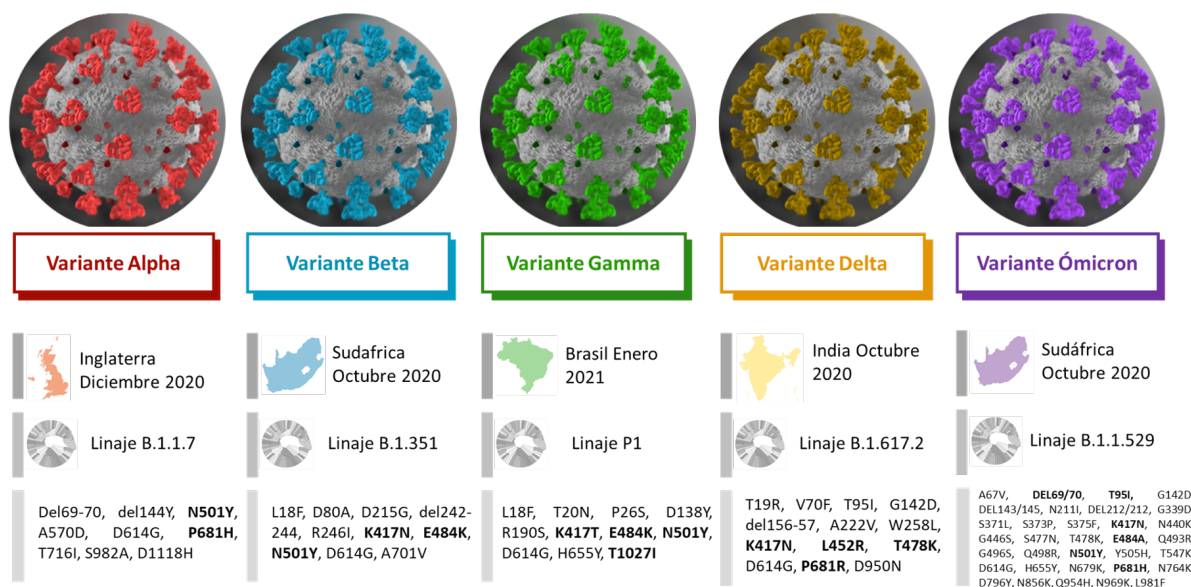 Variante Alpha
Variante Beta
Variante Gamma
Variante Delta
Variante Ómicron
Inglaterra
Diciembre 2020
Sudafrica
Octubre 2020
Brasil Enero
2021
India Octubre
2020
Sudáfrica
Octubre 2020
Linaje B.1.1.7
Linaje B.1.351
Linaje P1
Linaje B.1.617.2
Linaje B.1.1.529
Del69-70, del144Y, N501Y,
A570D, D614G, P681H,
T716I, S982A, D1118H
L18F, D80A, D215G, del242-
244, R246I, K417N, E484K,
N501Y, D614G, A701V
L18F, T20N, P26S, D138Y,
R190S, K417T, E484K, N501Y,
D614G, H655Y, T1027I
T19R, V70F, T95I, G142D,
del156-57, A222V, W258L,
K417N, L452R, T478K,
D614G, P681R, D950N
A67V, DEL69/70, T95I, G142D
DEL143/145, N211I, DEL212/212, G339D
S371L, S373P, S375F, K417N, N440K
G446S, S477N, T478K, E484A, Q493R
G496S, Q498R, N501Y, Y505H, T547K
D614G, H655Y, N679K, P681H, N764K
D796Y, N856K, Q954H, N969K, L981F